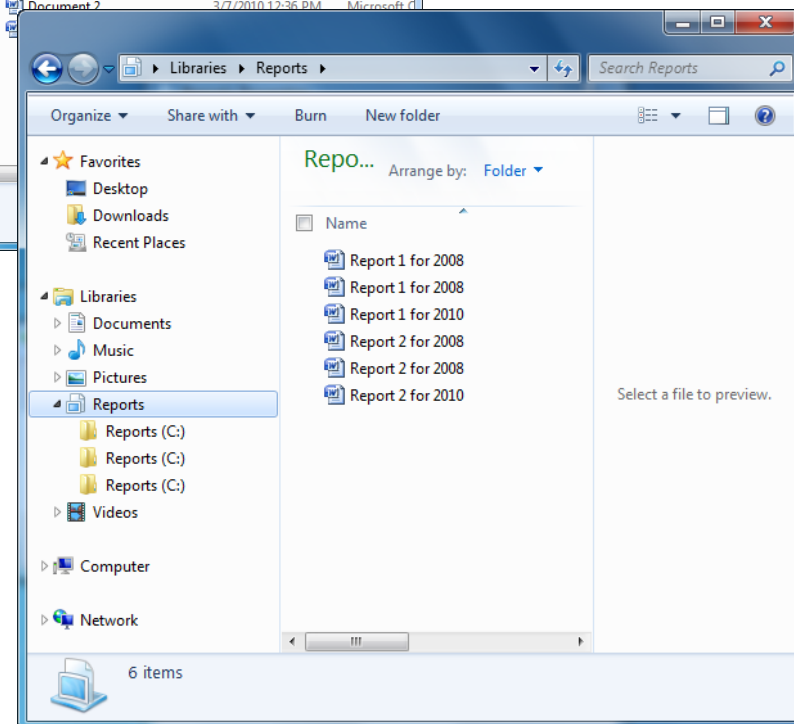 Document 2 3/7/2010 12:36 PM Microsoft
Libraries Reports
Search Reports
Organize Share with Burn New folder
Favorites
Desktop
Downloads
Recent Places
Libraries
Documents
Music
Pictures
Reports
Reports (C:)
Reports (C:)
Reports (C:)
Videos
Computer
Network
Repo... Arrange by: Folder
Name
Report 1 for 2008
Report 1 for 2008
Report 1 for 2010
Report 2 for 2008
Report 2 for 2008
Report 2 for 2010
Select a file to preview.
6 items